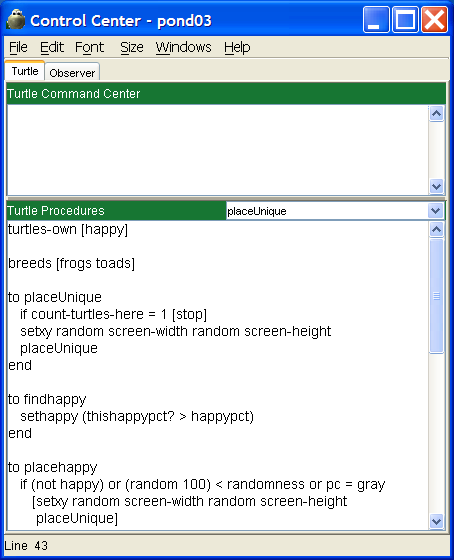 Control Center - pond03
File Edit Font Size Windows Help
Turtle Observer
Turtle Command Center
Turtle Procedures placeUnique
turtles-own [happy]
breeds [frogs toads]
to placeUnique
if count-turtles-here = 1 [stop]
setxy random screen-width random screen-height
placeUnique
end
to findhappy
sethappy (thishappypct? > happypct)
end
to placehappy
if (not happy) or (random 100) < randomness or pc = gray
[setxy random screen-width random screen-height
placeUnique]
Line 43